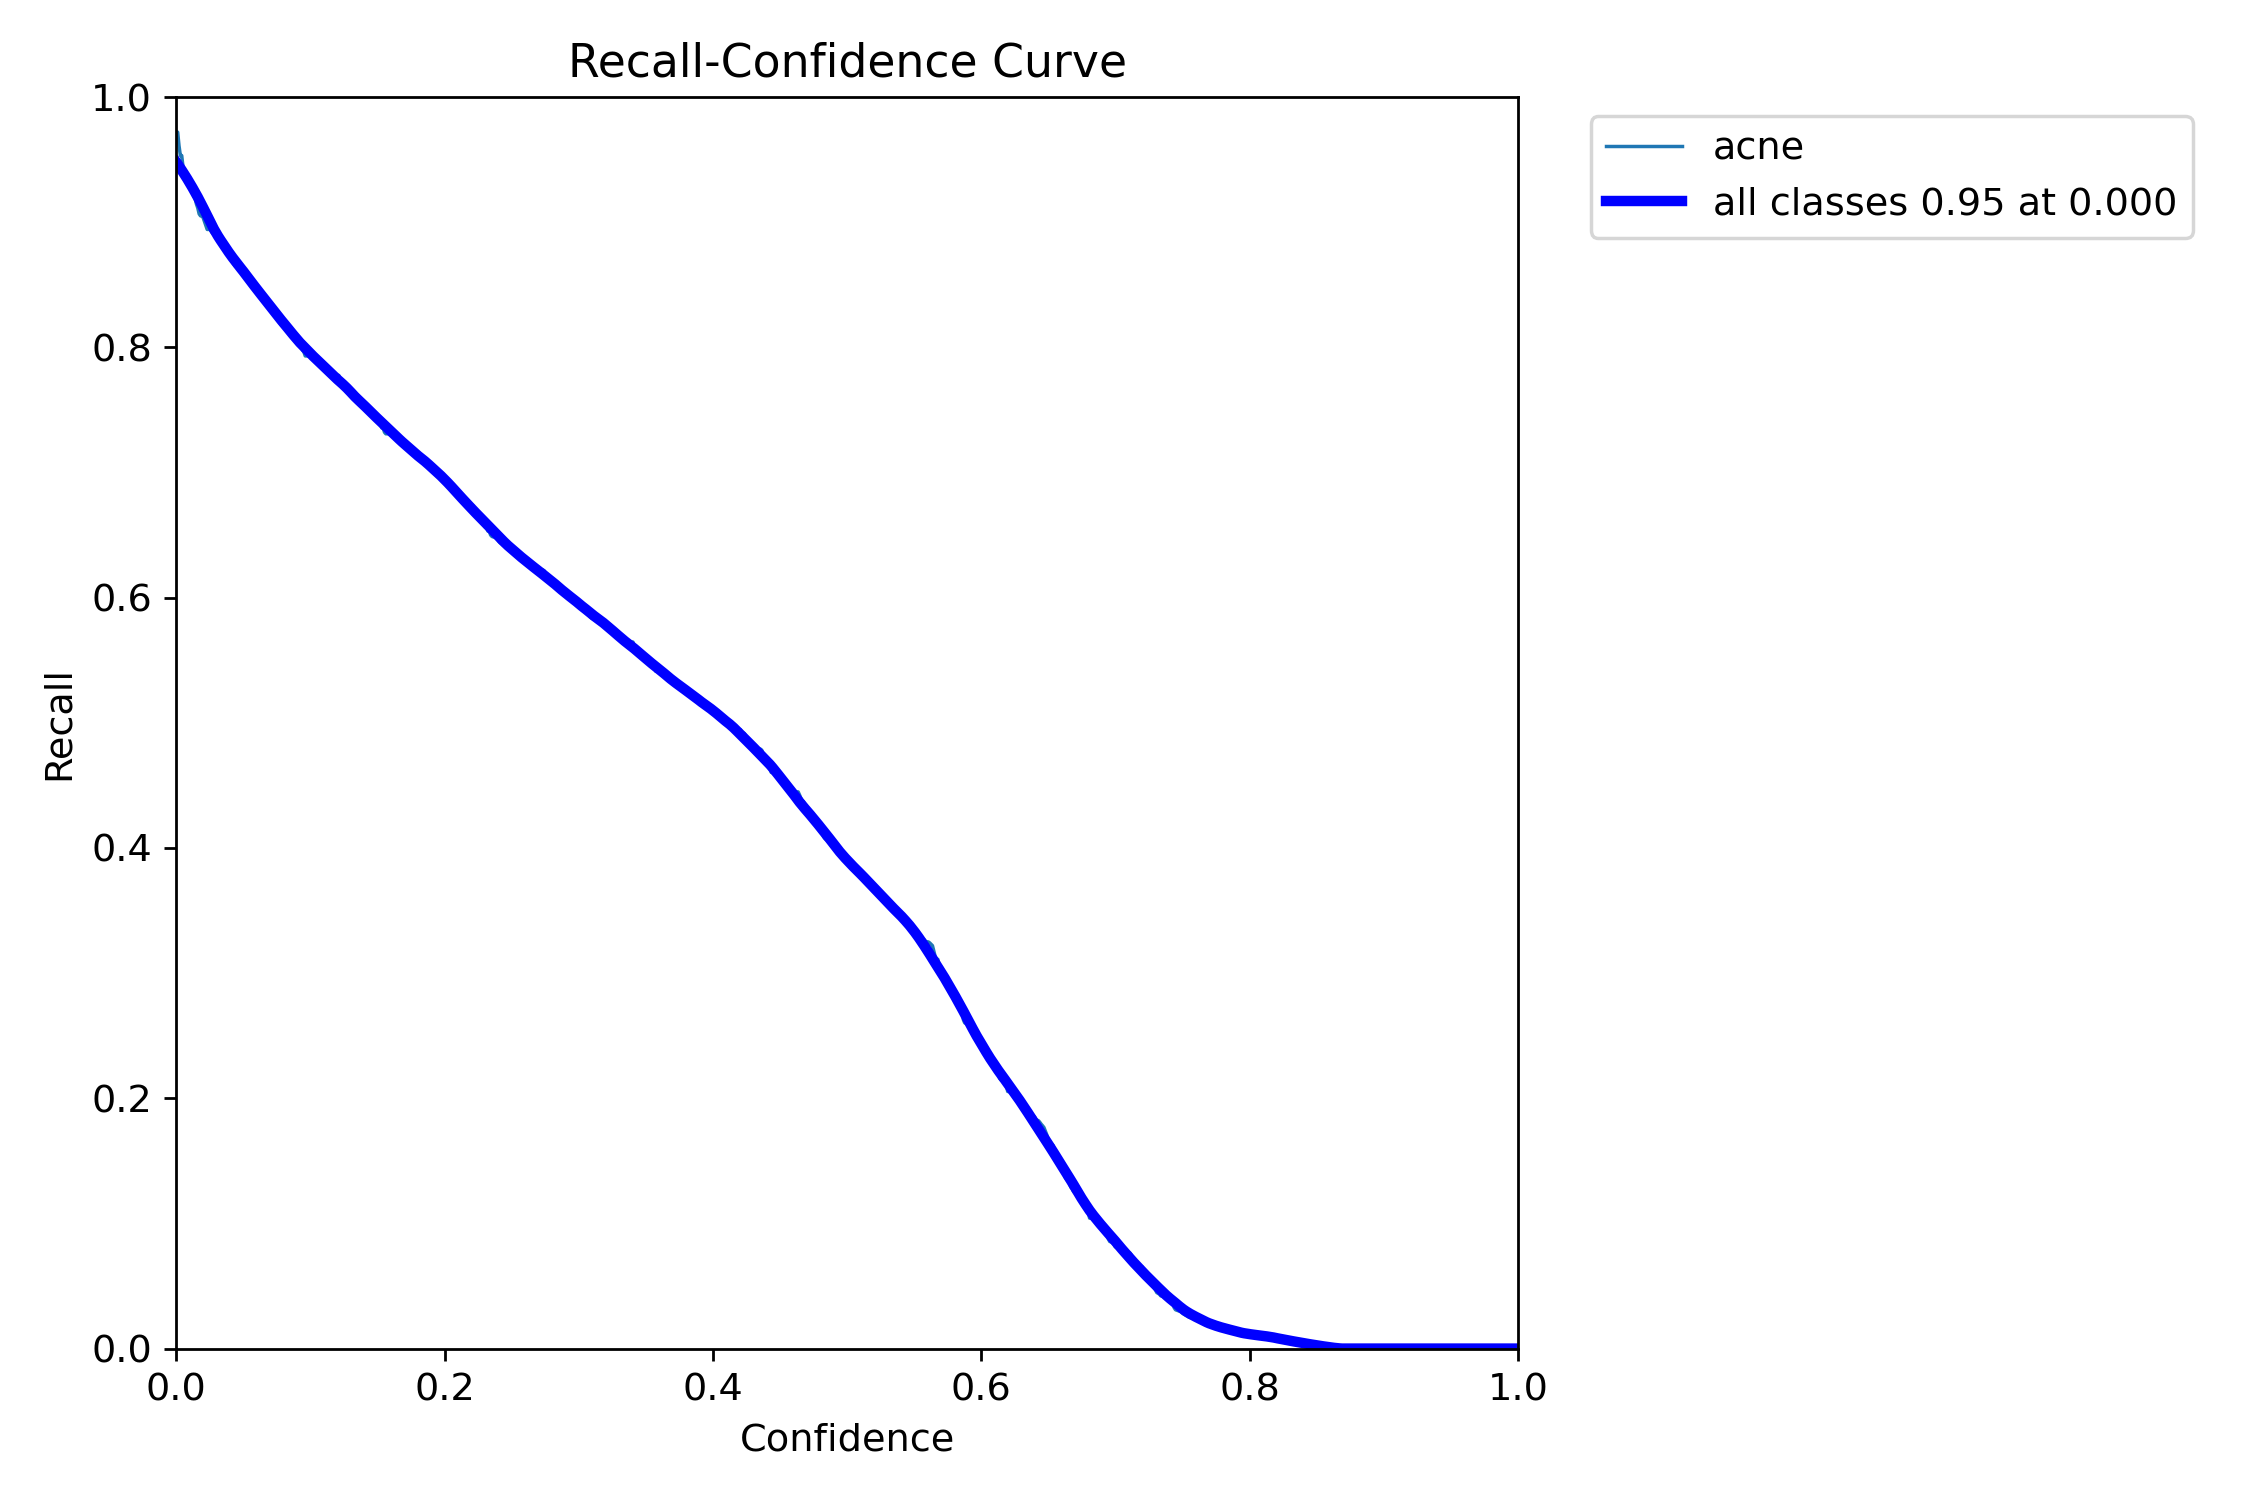 Recall-Confidence Curve
1.0
0.8
0.6
0.4
0.2
0.0
Recall
0.0 0.2 0.4 0.6 0.8 1.0
Confidence
acne
all classes 0.95 at 0.000